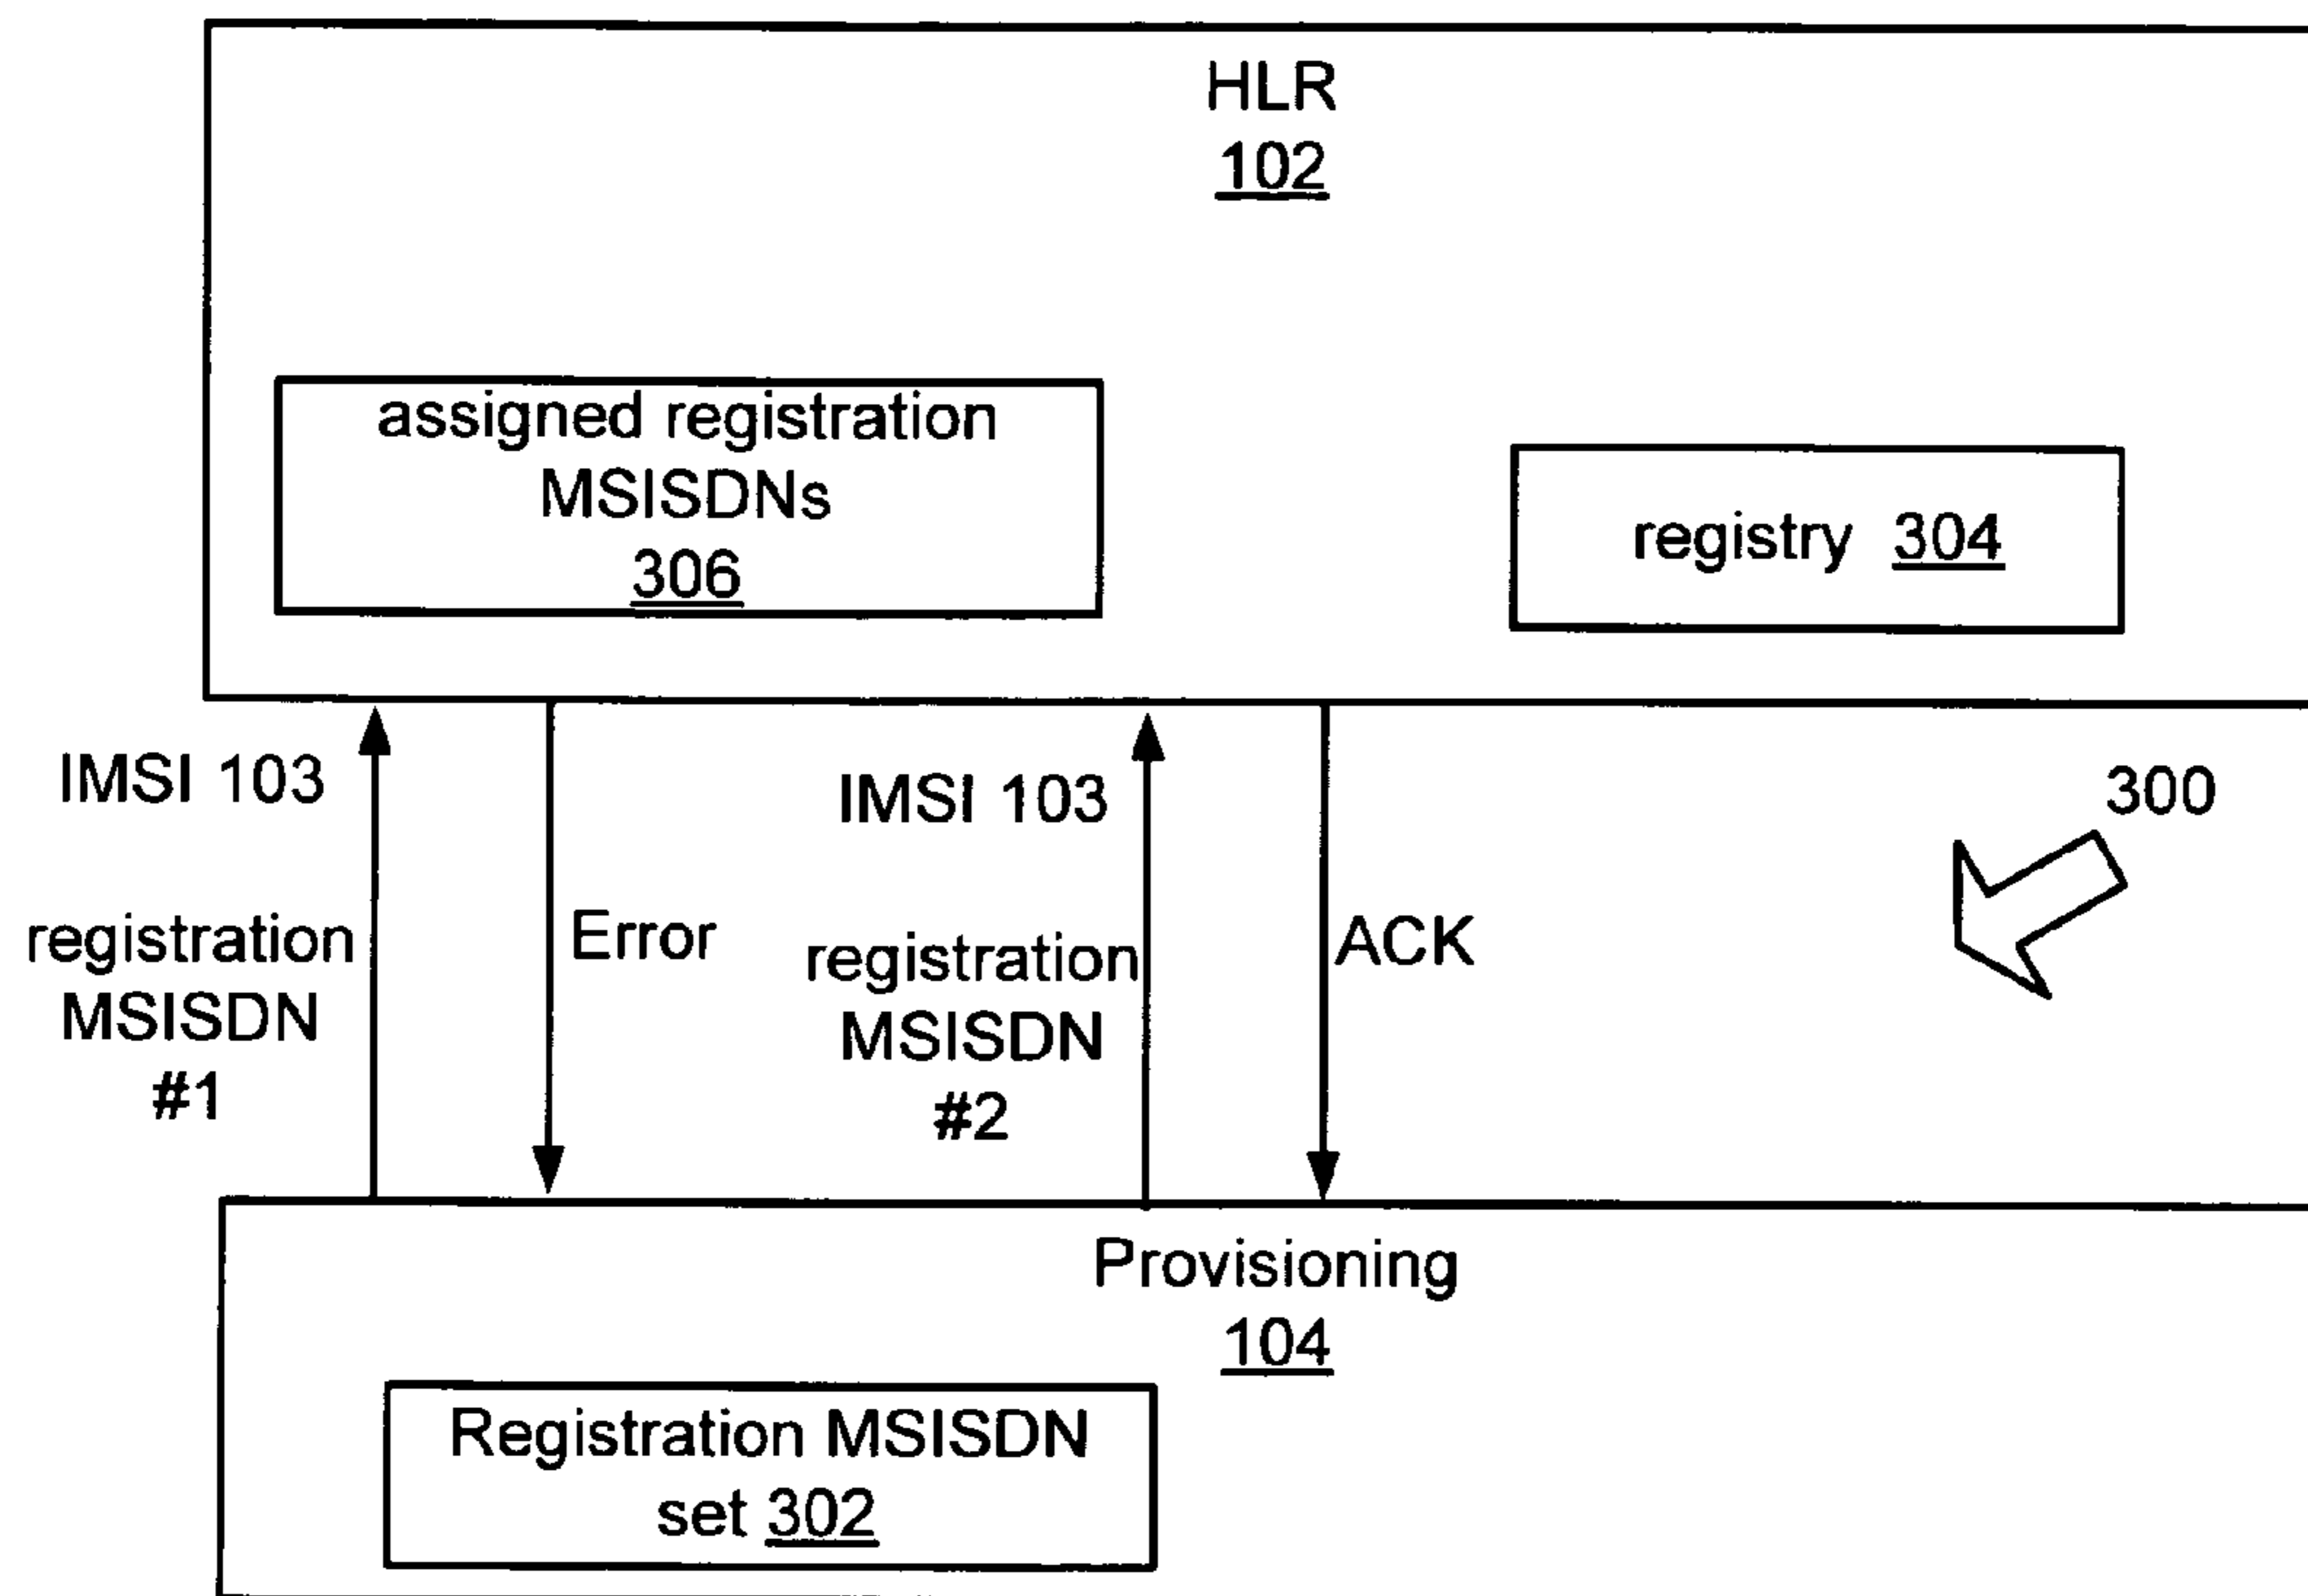 HLR
102
assigned registration
MSISDNs
306
registry 304
IMSI 103
registration
MSISDN
#1
Error
IMSI 103
registration
MSISDN
#2
ACK
300
Provisioning
104
Registration MSISDN
set 302